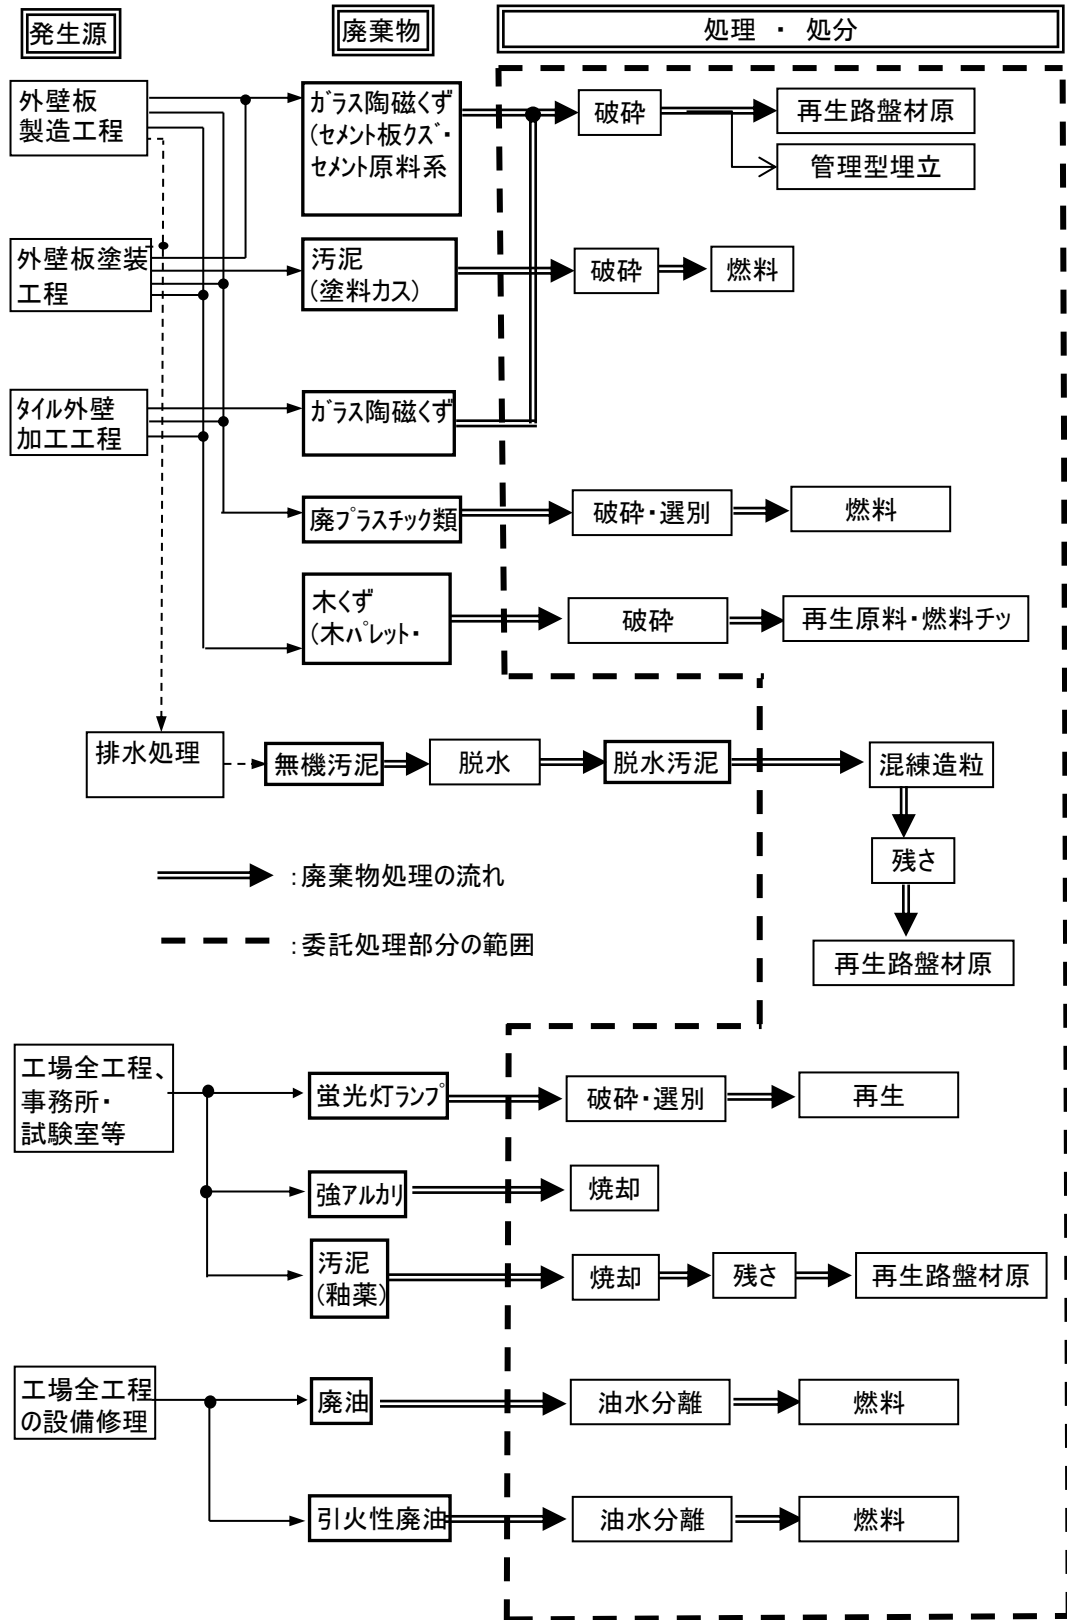 発生源
廃棄物
処理 ・ 処分
外壁板
製造工程
ガラス陶磁くず
(セメント板クズ・
セメント原料系
破砕
再生路盤材原
管理型埋立
外壁板塗装
工程
汚泥
(塗料カス)
破砕
燃料
タイル外壁
加工工程
ガラス陶磁くず
廃プラスチック類
破砕・選別
燃料
木くず
(木パレット・
破砕
再生原料・燃料チッ
排水処理
無機汚泥
脱水
脱水汚泥
混練造粒
残さ
再生路盤材原
:廃棄物処理の流れ
:委託処理部分の範囲
工場全工程、
事務所・
試験室等
蛍光灯ランプ
破砕・選別
再生
強アルカリ
焼却
汚泥
(釉薬)
焼却
残さ
再生路盤材原
工場全工程
の設備修理
廃油
油水分離
燃料
引火性廃油
油水分離
燃料